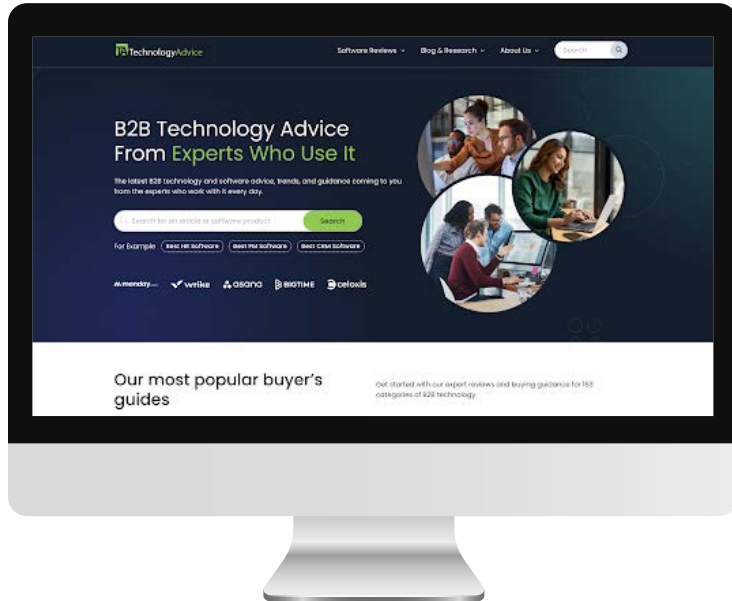 TechnologyAdvice
Software Reviews
Blog & Research
About Us
Search
B2B Technology Advice
From Experts Who Use It
The latest B2B technology and software advice, trends, and guidance coming to you
from the experts who work with it every day.
Search for an article or software product
Search
For Example
Best HR Software
Best PM Software
Best CRM Software
monday
wrike
asana
BIGTIME
celoxis
Our most popular buyer's
guides
Get started with our expert reviews and buying guidance for 163
categories of B2B technology.